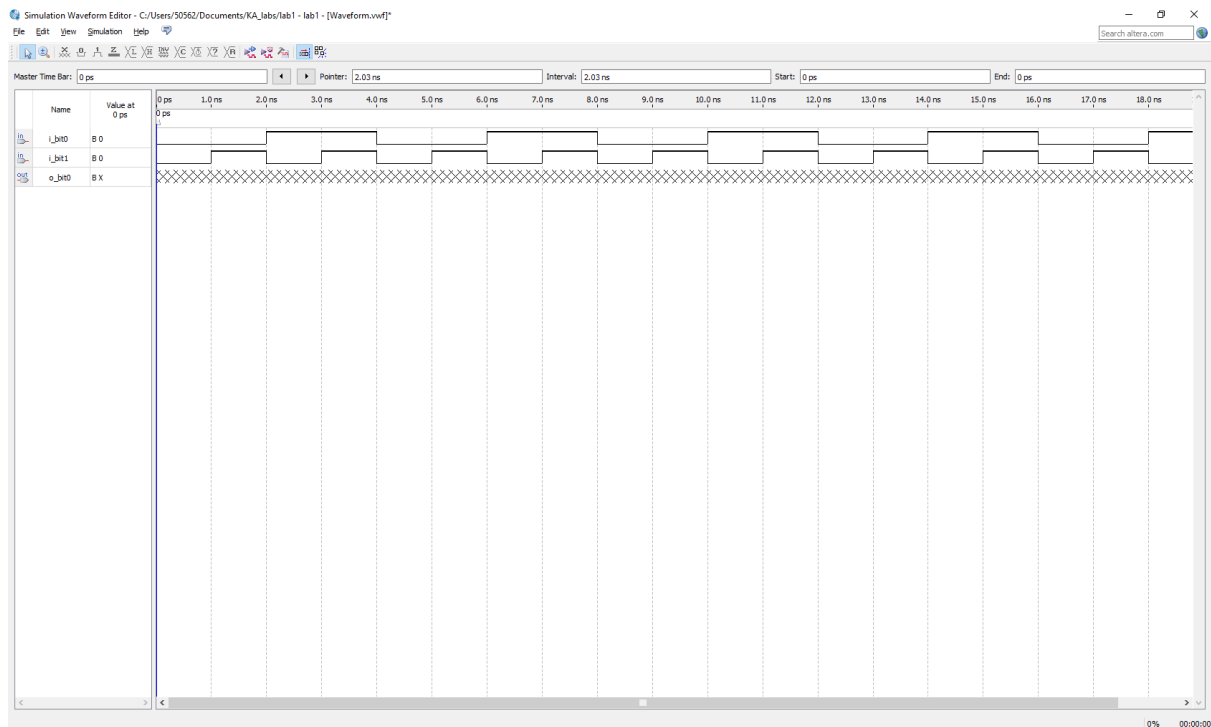 Simulation Waveform Editor - C:/Users/50562/Documents/KA_labs/lab1 - lab1 - [Waveform.vwf]*
File Edit View Simulation Help
Search altera.com
Master Time Bar: 0 ps Pointer: 2.03 ns Interval: 2.03 ns Start: 0 ps End: 0 ps
Name Value at 0 ps
0 ps 1.0 ns 2.0 ns 3.0 ns 4.0 ns 5.0 ns 6.0 ns 7.0 ns 8.0 ns 9.0 ns 10.0 ns 11.0 ns 12.0 ns 13.0 ns 14.0 ns 15.0 ns 16.0 ns 17.0 ns 18.0 ns
0 ps
in i_bit0 B 0
in i_bit1 B 0
out o_bit0 B X
0% 00:00:00